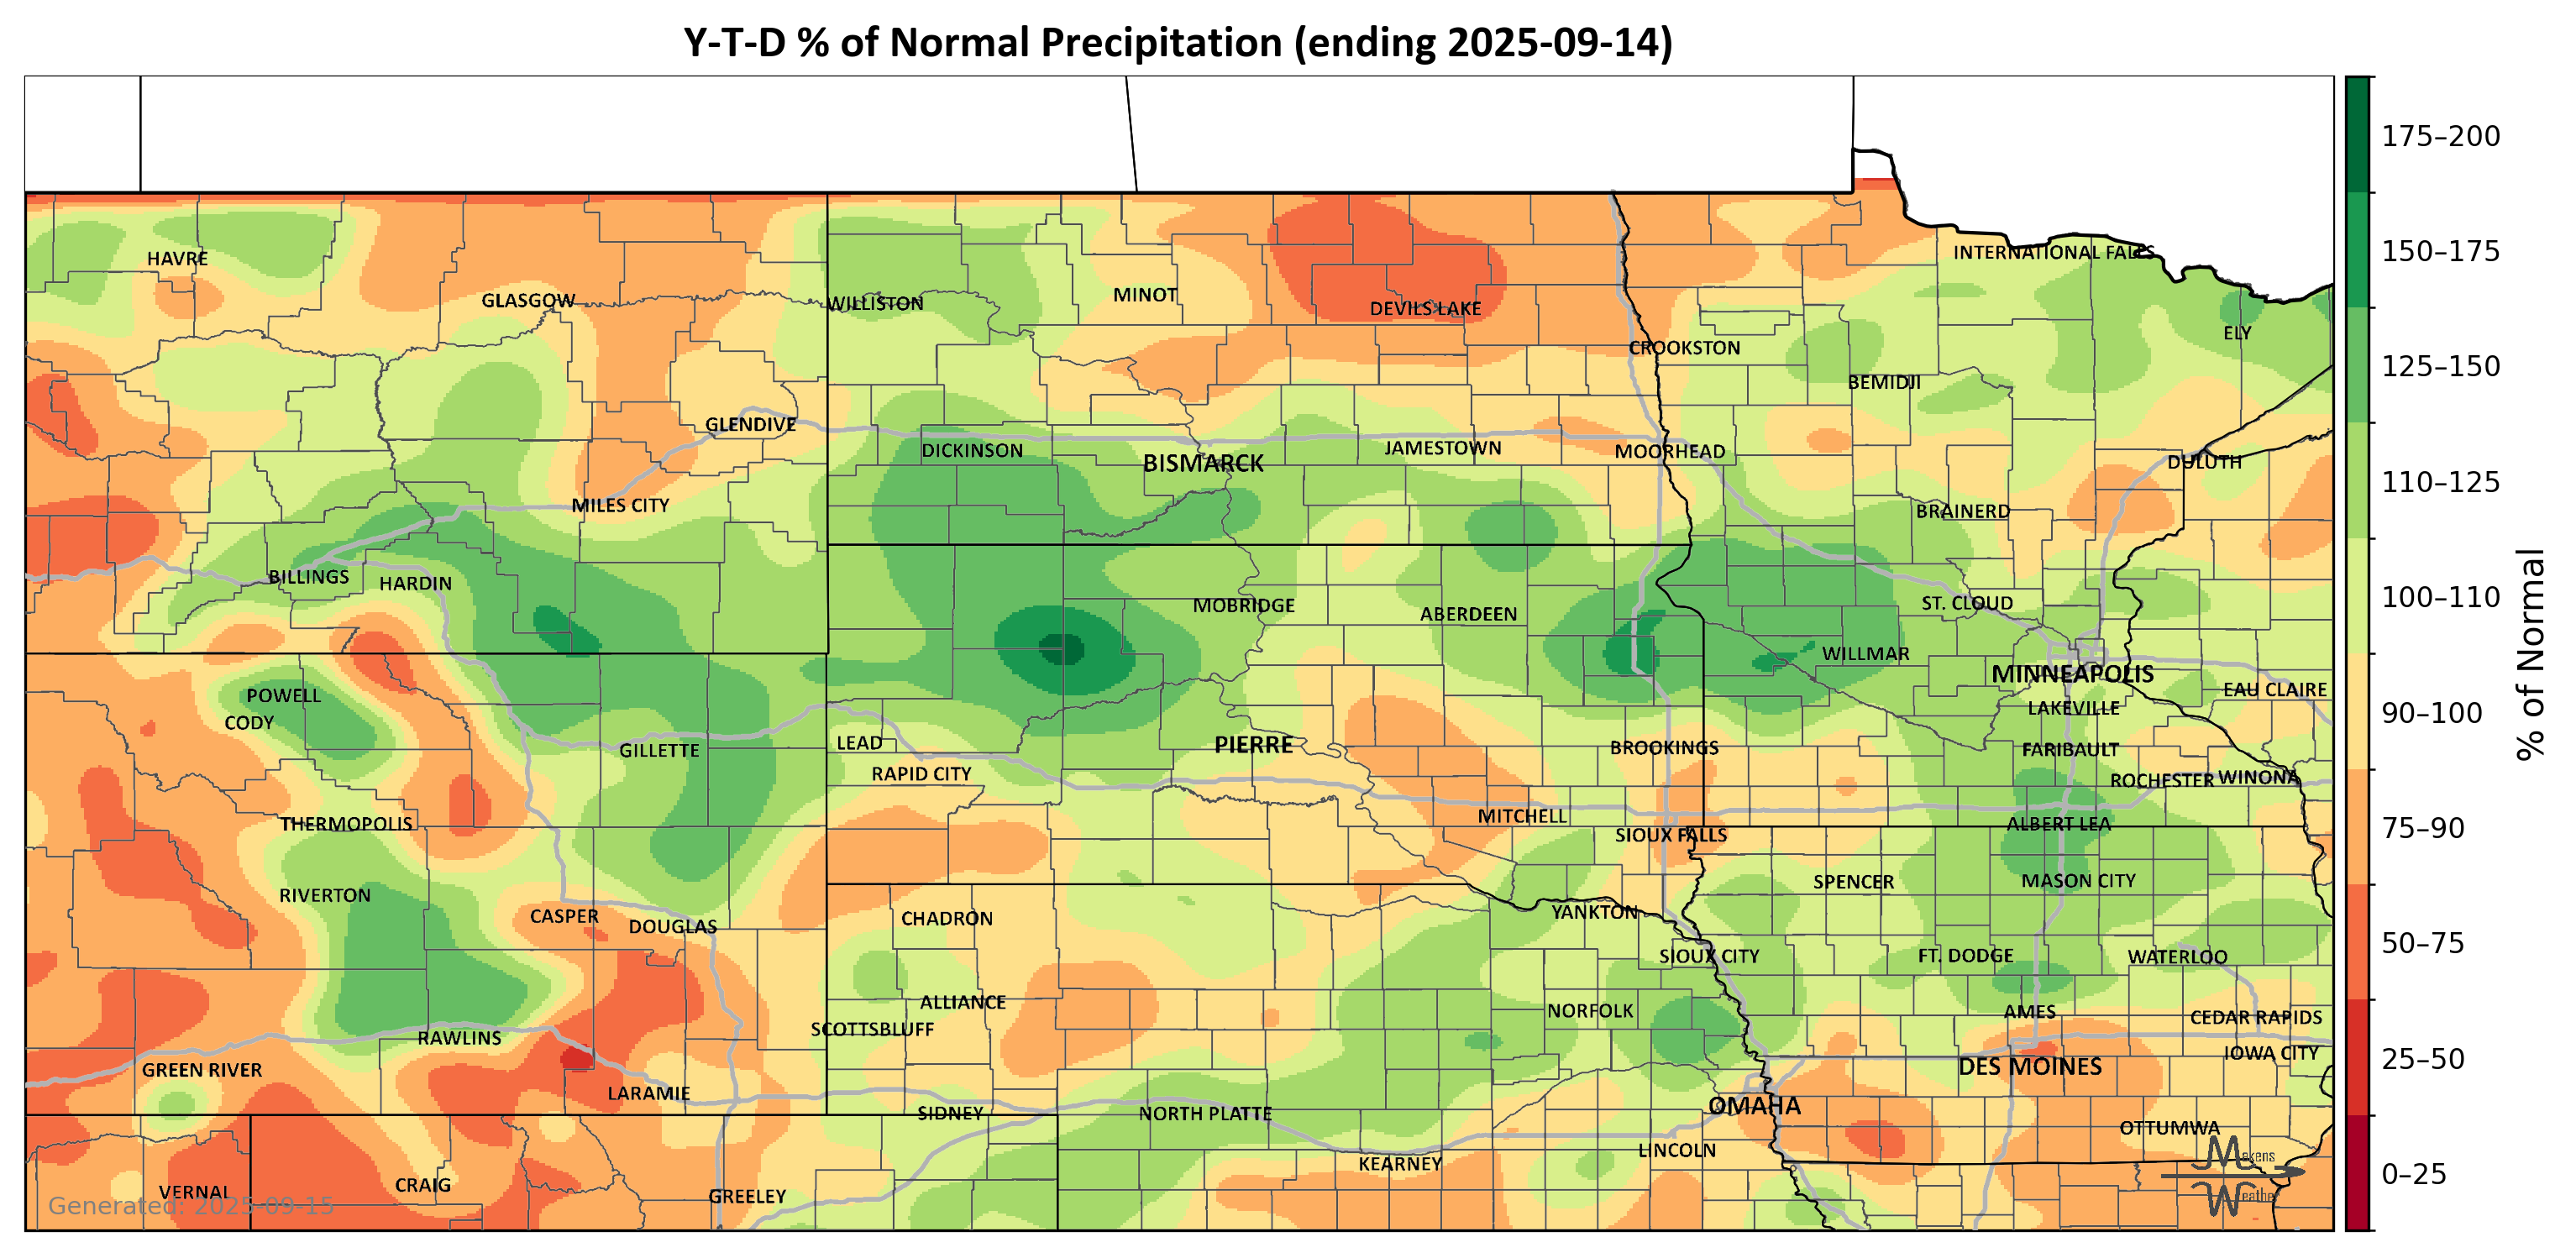 Y-T-D % of Normal Precipitation (ending 2025-09-14)
175–200
150–175
125–150
110–125
100–110
90–100
75–90
50–75
25–50
0–25
% of Normal
HAVRE
INTERNATIONAL FALLS
GLASGOW
WILLISTON
MINOT
DEVILS LAKE
ELY
CROOKSTON
BEMIDJI
GLENDIVE
DICKINSON
BISMARCK
JAMESTOWN
MOORHEAD
DULUTH
MILES CITY
BRAINERD
BILLINGS
HARDIN
MOBRIDGE
ABERDEEN
ST. CLOUD
WILLMAR
MINNEAPOLIS
POWELL
EAU CLAIRE
CODY
LAKEVILLE
GILLETTE
LEAD
PIERRE
BROOKINGS
FARIBAULT
RAPID CITY
ROCHESTER
WINONA
THERMOPOLIS
MITCHELL
SIOUX FALLS
ALBERT LEA
RIVERTON
SPENCER
MASON CITY
CASPER
DOUGLAS
CHADRON
YANKTON
SIOUX CITY
FT. DODGE
WATERLOO
ALLIANCE
NORFOLK
AMES
CEDAR RAPIDS
SCOTTSBLUFF
RAWLINS
IOWA CITY
GREEN RIVER
DES MOINES
LARAMIE
SIDNEY
NORTH PLATTE
OMAHA
OTTUMWA
LINCOLN
KEARNEY
VERNAL
CRAIG
GREELEY
Generated: 2025-09-15
Makens
Weather